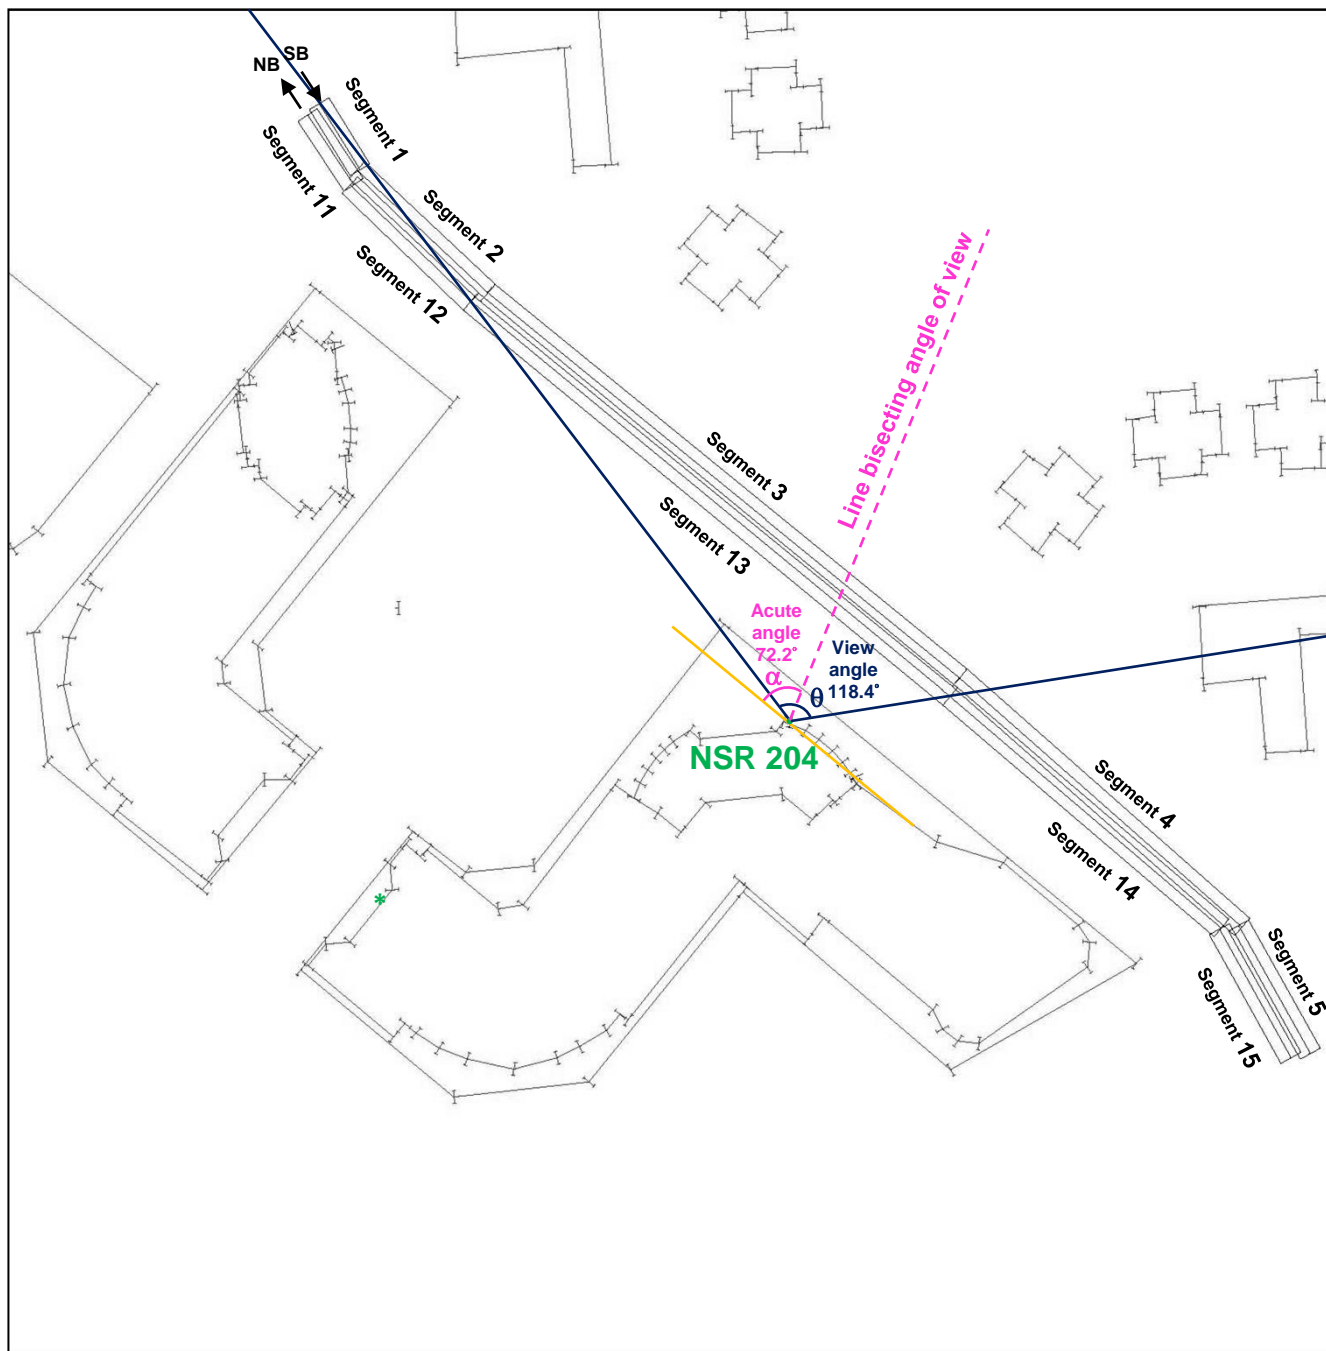 SB
NB
Segment 1
Segment 11
Segment 2
Segment 12
Line bisecting angle of view
Segment 3
Segment 13
Acute
angle
72.2°
α
View
angle
118.4°
θ
NSR 204
Segment 4
Segment 14
*
Segment 5
Segment 15